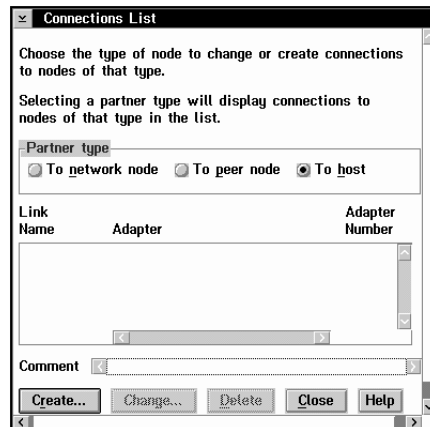 Connections List
Choose the type of node to change or create connections
to nodes of that type.
Selecting a partner type will display connections to
nodes of that type in the list.
Partner type
To network node To peer node To host
Link Adapter
Name Adapter Number
Comment
Create... Change... Delete Close Help